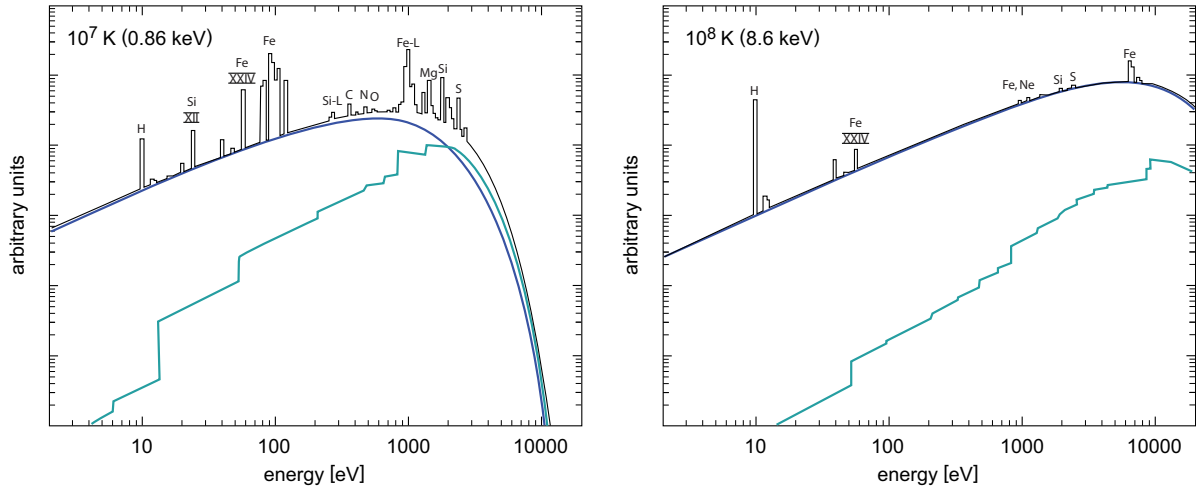 10⁷ K (0.86 keV)
Fe
Fe
XXIV
Si
XII
H
Si-L
C
N
O
Fe-L
Mg
Si
S
arbitrary units
10
100
1000
10000
energy [eV]
10⁸ K (8.6 keV)
H
Fe
XXIV
Fe, Ne
Si
S
Fe
arbitrary units
10
100
1000
10000
energy [eV]